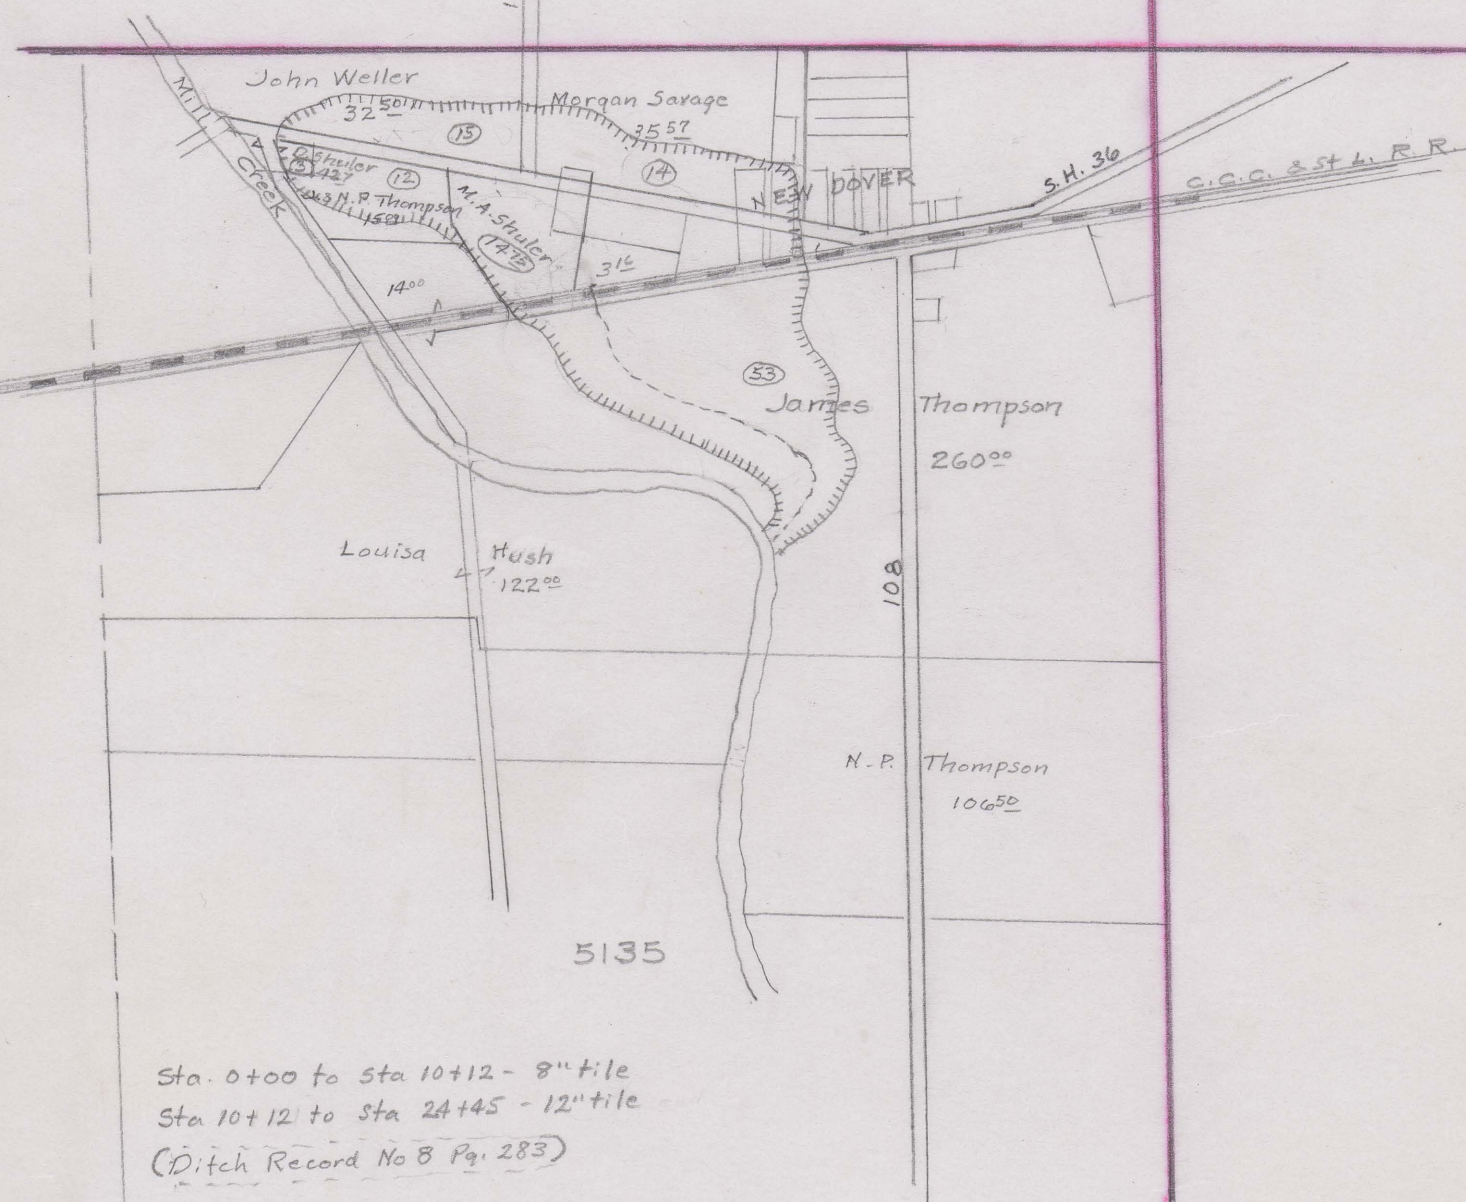 John Weller
32 50
Morgan Savage
35 57
Mill
Creek
15
14
12
D. Shuler
3
427
N.P. Thompson
1589
M.A. Shuler
14 75
NEW DOVER
S.H. 36
C.C.C. & St L. R. R.
3 16
14 00
53
James Thompson
260 00
Louisa Hush
122 00
108
N.P. Thompson
106 50
5135
Sta. 0+00 to Sta 10+12 - 8" tile
Sta 10+12 to Sta 24+45 - 12" tile
(Ditch Record No 8 Pg. 283)